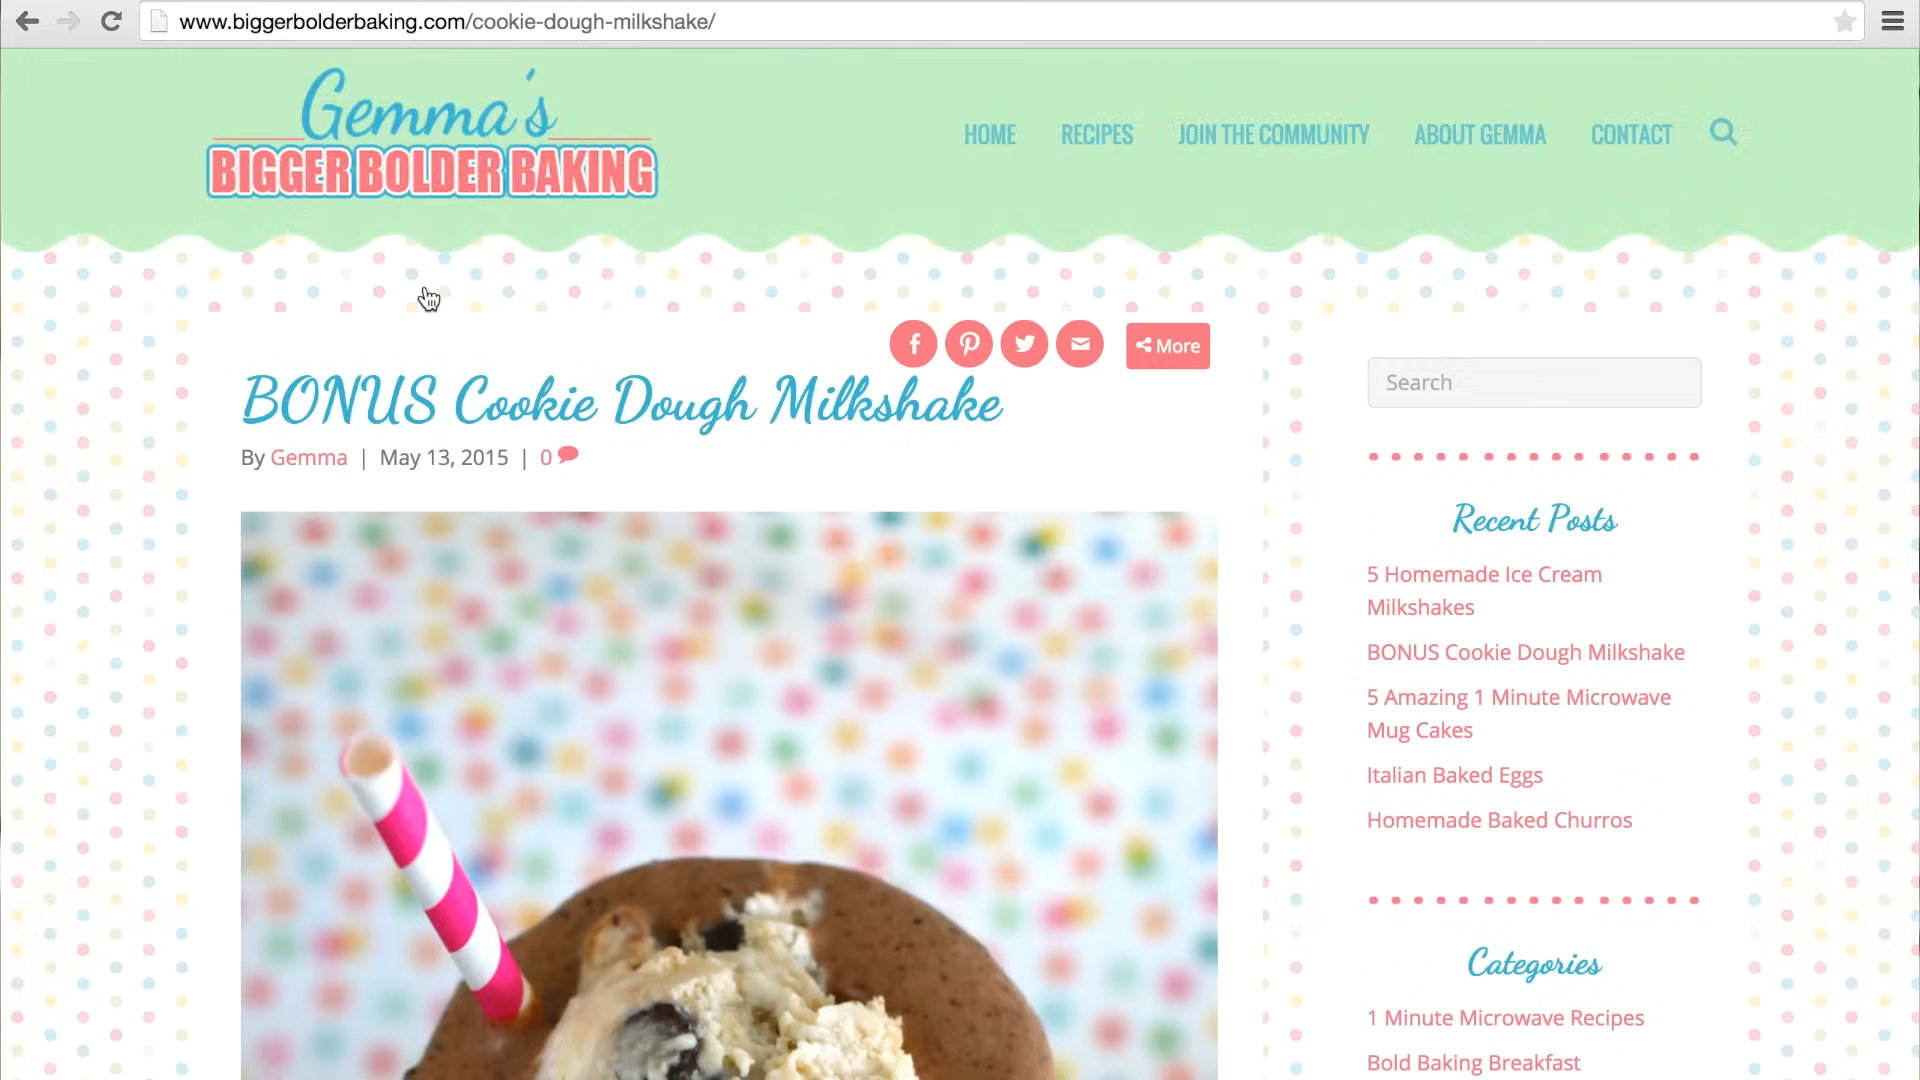 www.biggerbolderbaking.com/cookie-dough-milkshake/
Gemma's
BIGGER BOLDER BAKING
HOME RECIPES JOIN THE COMMUNITY ABOUT GEMMA CONTACT
More
BONUS Cookie Dough Milkshake
By Gemma | May 13, 2015 | 0
Search
Recent Posts
5 Homemade Ice Cream
Milkshakes
BONUS Cookie Dough Milkshake
5 Amazing 1 Minute Microwave
Mug Cakes
Italian Baked Eggs
Homemade Baked Churros
Categories
1 Minute Microwave Recipes
Bold Baking Breakfast